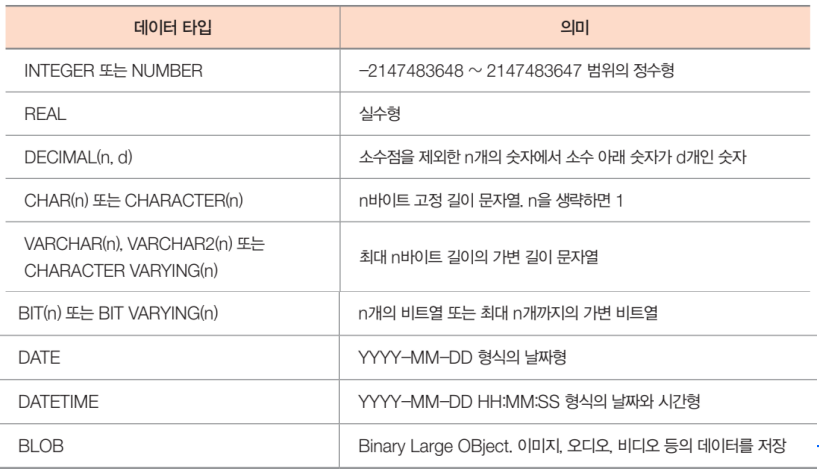 데이터 타입 의미
INTEGER 또는 NUMBER -2147483648 ~ 2147483647 범위의 정수형
REAL 실수형
DECIMAL(n, d) 소수점을 제외한 n개의 숫자에서 소수 아래 숫자가 d개인 숫자
CHAR(n) 또는 CHARACTER(n) n바이트 고정 길이 문자열. n을 생략하면 1
VARCHAR(n), VARCHAR2(n) 또는
CHARACTER VARYING(n)
최대 n바이트 길이의 가변 길이 문자열
BIT(n) 또는 BIT VARYING(n) n개의 비트열 또는 최대 n개까지의 가변 비트열
DATE YYYY-MM-DD 형식의 날짜형
DATETIME YYYY-MM-DD HH:MM:SS 형식의 날짜와 시간형
BLOB Binary Large OBject. 이미지, 오디오, 비디오 등의 데이터를 저장